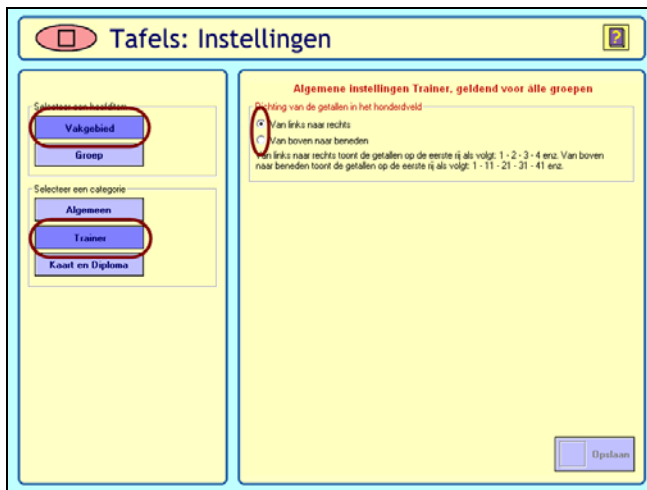 Tafels: Instellingen
?
Selecteer een hoofditem
Vakgebied
Groep
Selecteer een categorie
Algemeen
Trainer
Kaart en Diploma
Algemene instellingen Trainer, geldend voor alle groepen
Richting van de getallen in het honderdveld
Van links naar rechts
Van boven naar beneden
Van links naar rechts toont de getallen op de eerste rij als volgt: 1 - 2 - 3 - 4 enz. Van boven
naar beneden toont de getallen op de eerste rij als volgt: 1 - 11 - 21 - 31 - 41 enz.
Opslaan